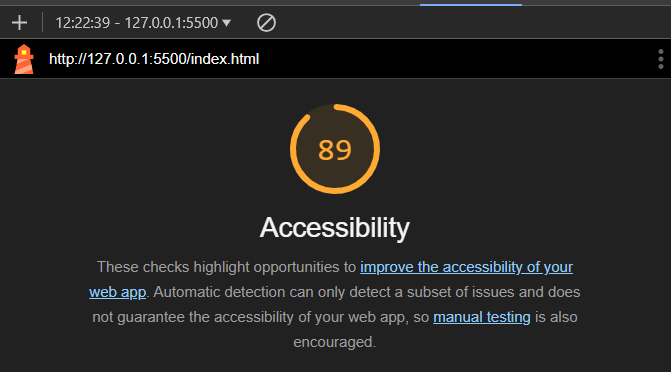 12:22:39 - 127.0.0.1:5500
http://127.0.0.1:5500/index.html
89
Accessibility
These checks highlight opportunities to improve the accessibility of your
web app. Automatic detection can only detect a subset of issues and does
not guarantee the accessibility of your web app, so manual testing is also
encouraged.